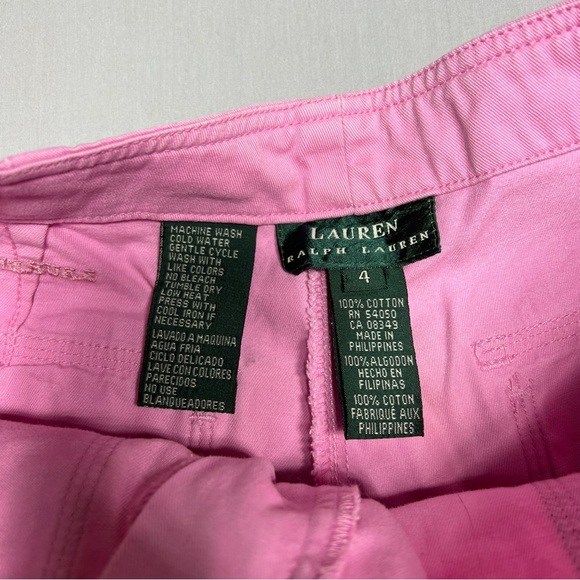 MACHINE WASH
COLD WATER
GENTLE CYCLE
WASH WITH
LIKE COLORS
NO BLEACH
TUMBLE DRY
LOW HEAT
PRESS WITH
COOL IRON IF
NECESSARY
LAVADO A MAQUINA
AGUA FRIA
CICLO DELICADO
LAVE CON COLORES
PARECIDOS
NO USE
BLANQUEADORES
LAUREN
RALPH LAUREN
4
100% COTTON
RN 54050
CA 08349
MADE IN
PHILIPPINES
100% ALGODON
HECHO EN
FILIPINAS
100% COTON
FABRIQUÉ AUX
PHILIPPINES